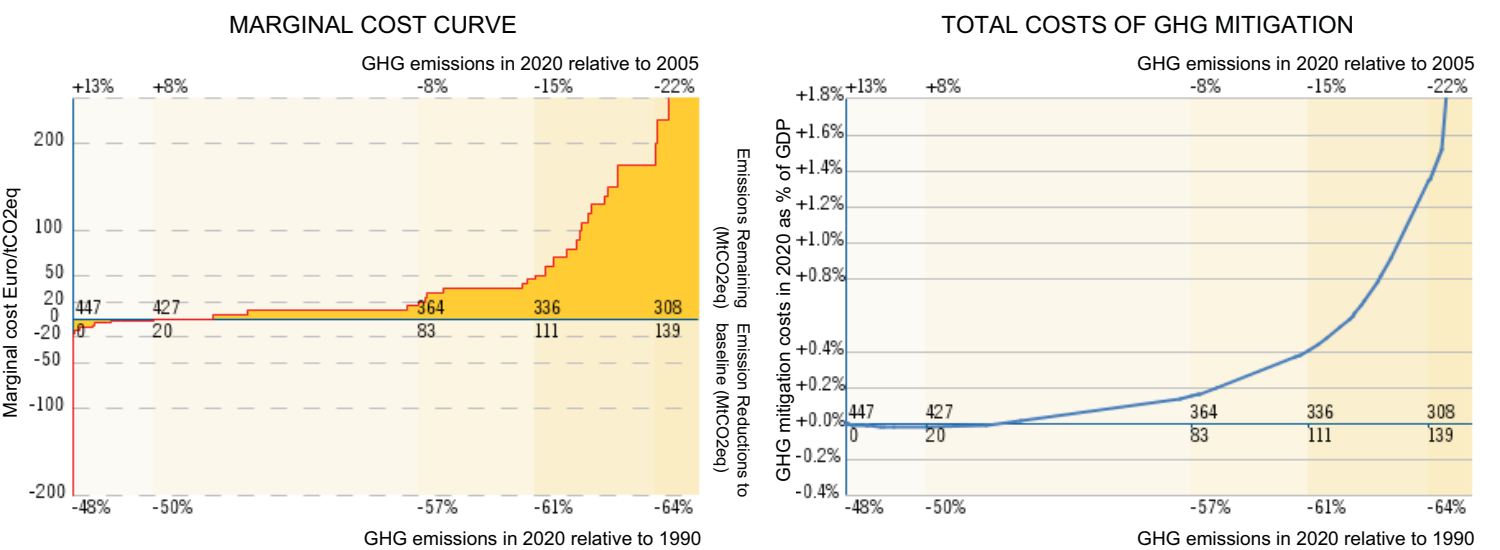 MARGINAL COST CURVE
GHG emissions in 2020 relative to 2005
+13% +8% -8% -15% -22%
Marginal cost Euro/tCO2eq
200
100
50
20
0
-20
-50
-100
-200
447 427 364 336 308
0 20 83 111 139
-48% -50% -57% -61% -64%
GHG emissions in 2020 relative to 1990
Emissions Remaining
(MtCO2eq)
Emission Reductions to
baseline (MtCO2eq)
TOTAL COSTS OF GHG MITIGATION
GHG emissions in 2020 relative to 2005
+13% +8% -8% -15% -22%
GHG mitigation costs in 2020 as % of GDP
+1.8%
+1.6%
+1.4%
+1.2%
+1.0%
+0.8%
+0.4%
+0.2%
+0.0%
-0.2%
-0.4%
447 427 364 336 308
0 20 83 111 139
-48% -50% -57% -61% -64%
GHG emissions in 2020 relative to 1990